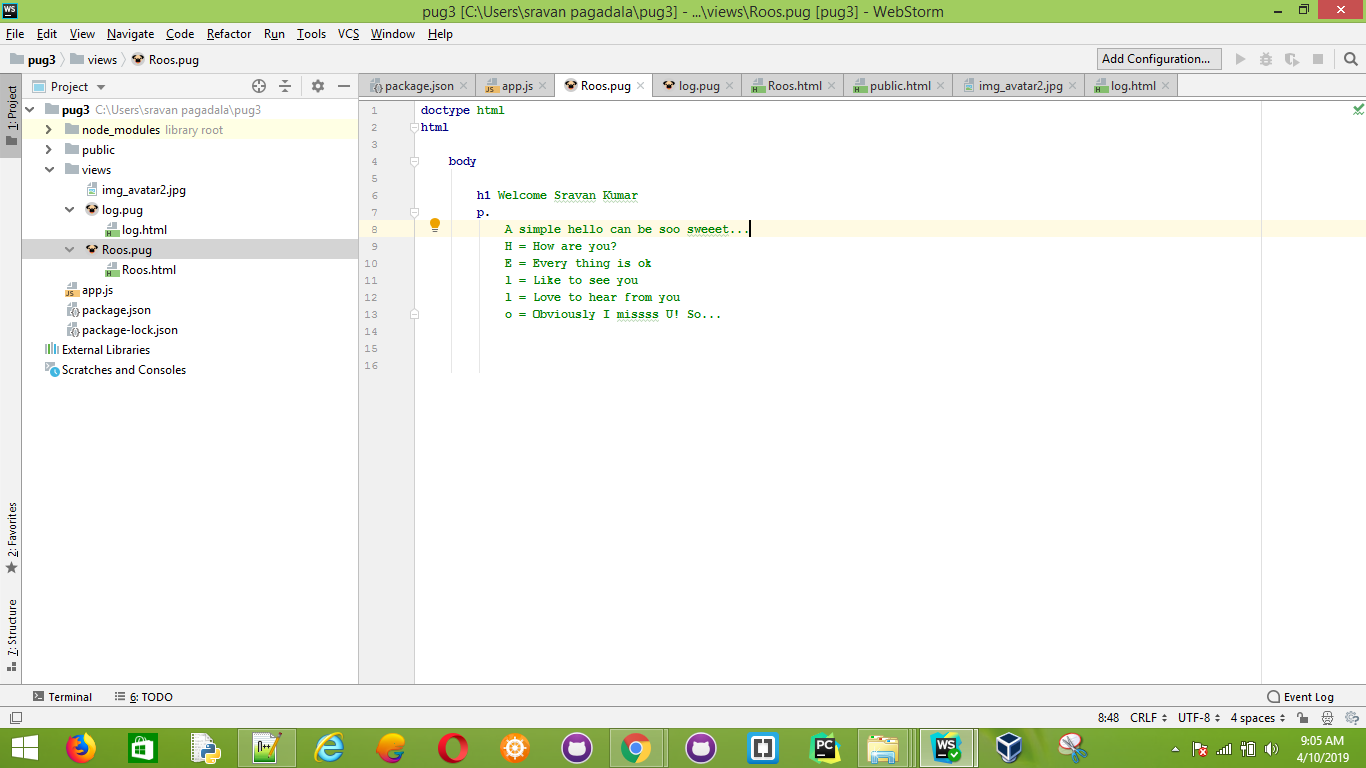 WS
pug3 [C:\Users\sravan pagadala\pug3] - ...\views\Roos.pug [pug3] - WebStorm
File Edit View Navigate Code Refactor Run Tools VCS Window Help
pug3 views Roos.pug
Add Configuration...
1: Project
Project
package.json app.js Roos.pug log.pug Roos.html public.html img_avatar2.jpg log.html
pug3 C:\Users\sravan pagadala\pug3
node_modules library root
public
views
img_avatar2.jpg
log.pug
log.html
Roos.pug
Roos.html
app.js
package.json
package-lock.json
External Libraries
Scratches and Consoles
1 doctype html
2 html
3
4 body
5
6 h1 Welcome Sravan Kumar
7 p.
8 A simple hello can be soo sweeet...
9 H = How are you?
10 E = Every thing is ok
11 l = Like to see you
12 l = Love to hear from you
13 o = Obviously I missss U! So...
14
15
16
2: Favorites
7: Structure
Terminal 6: TODO Event Log
8:48 CRLF UTF-8 4 spaces
PC WS
9:05 AM
4/10/2019